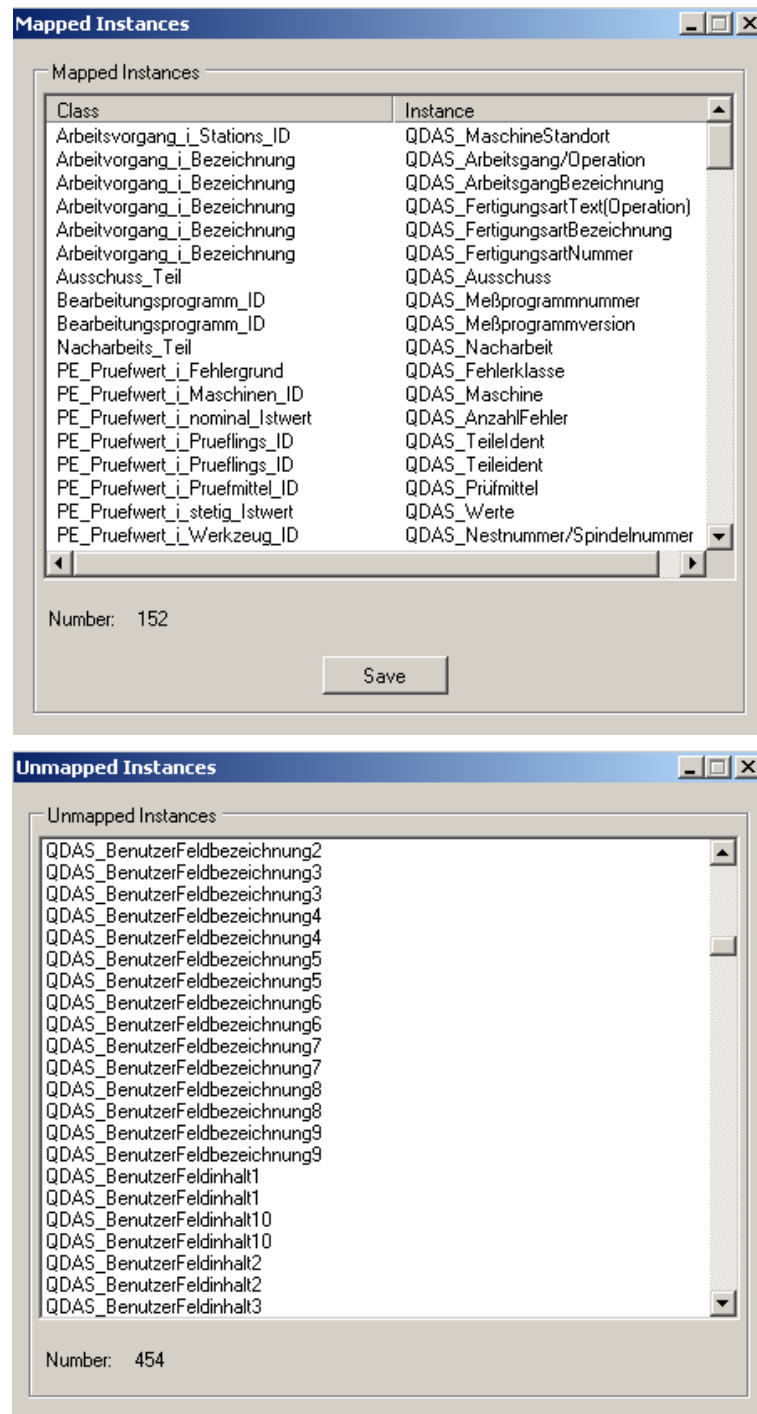 Mapped Instances
Mapped Instances
Class Instance
Arbeitsvorgang_i_Stations_ID QDAS_MaschineStandort
Arbeitvorgang_i_Bezeichnung QDAS_Arbeitsgang/Operation
Arbeitvorgang_i_Bezeichnung QDAS_ArbeitsgangBezeichnung
Arbeitvorgang_i_Bezeichnung QDAS_FertigungsartText(Operation)
Arbeitvorgang_i_Bezeichnung QDAS_FertigungsartBezeichnung
Arbeitvorgang_i_Bezeichnung QDAS_FertigungsartNummer
Ausschuss_Teil QDAS_Ausschuss
Bearbeitungsprogramm_ID QDAS_Meßprogrammnummer
Bearbeitungsprogramm_ID QDAS_Meßprogrammversion
Nacharbeits_Teil QDAS_Nacharbeit
PE_Pruefwert_i_Fehlergrund QDAS_Fehlerklasse
PE_Pruefwert_i_Maschinen_ID QDAS_Maschine
PE_Pruefwert_i_nominal_Istwert QDAS_AnzahlFehler
PE_Pruefwert_i_Prueflings_ID QDAS_TeileIdent
PE_Pruefwert_i_Prueflings_ID QDAS_Teileident
PE_Pruefwert_i_Pruefmittel_ID QDAS_Prüfmittel
PE_Pruefwert_i_stetig_Istwert QDAS_Werte
PE_Pruefwert_i_Werkzeug_ID QDAS_Nestnummer/Spindelnummer
Number: 152
Save
Unmapped Instances
Unmapped Instances
QDAS_BenutzerFeldbezeichnung2
QDAS_BenutzerFeldbezeichnung3
QDAS_BenutzerFeldbezeichnung3
QDAS_BenutzerFeldbezeichnung4
QDAS_BenutzerFeldbezeichnung4
QDAS_BenutzerFeldbezeichnung5
QDAS_BenutzerFeldbezeichnung5
QDAS_BenutzerFeldbezeichnung6
QDAS_BenutzerFeldbezeichnung6
QDAS_BenutzerFeldbezeichnung7
QDAS_BenutzerFeldbezeichnung7
QDAS_BenutzerFeldbezeichnung8
QDAS_BenutzerFeldbezeichnung8
QDAS_BenutzerFeldbezeichnung9
QDAS_BenutzerFeldbezeichnung9
QDAS_BenutzerFeldinhalt1
QDAS_BenutzerFeldinhalt1
QDAS_BenutzerFeldinhalt10
QDAS_BenutzerFeldinhalt10
QDAS_BenutzerFeldinhalt2
QDAS_BenutzerFeldinhalt2
QDAS_BenutzerFeldinhalt3
Number: 454